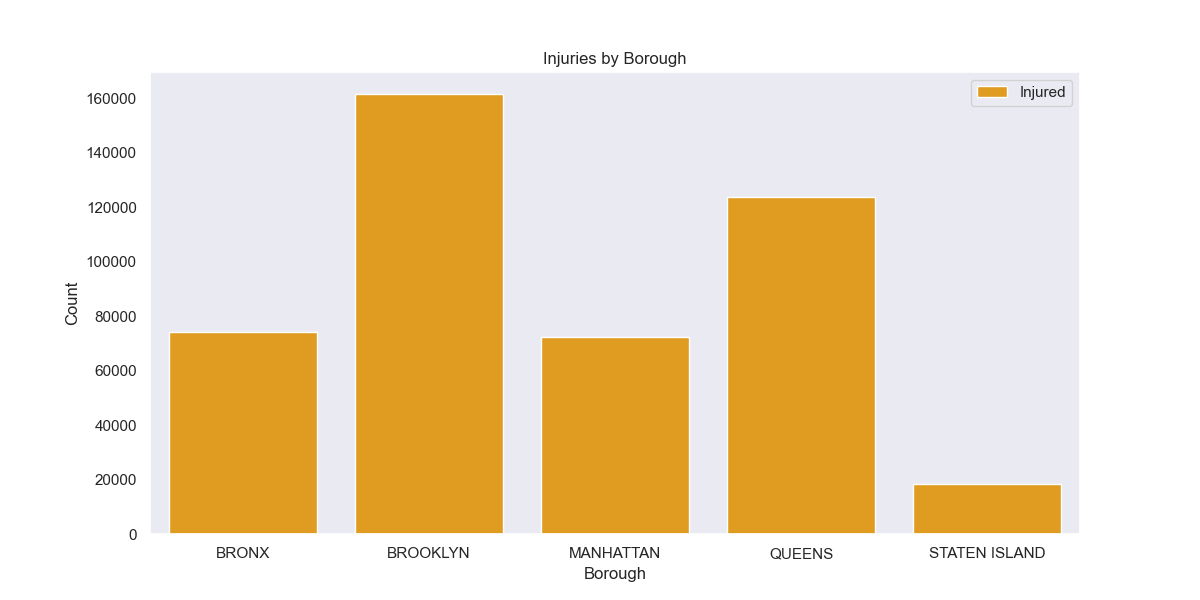 Injuries by Borough
Injured
160000
140000
120000
100000
80000
60000
40000
20000
0
Count
BRONX BROOKLYN MANHATTAN QUEENS STATEN ISLAND
Borough